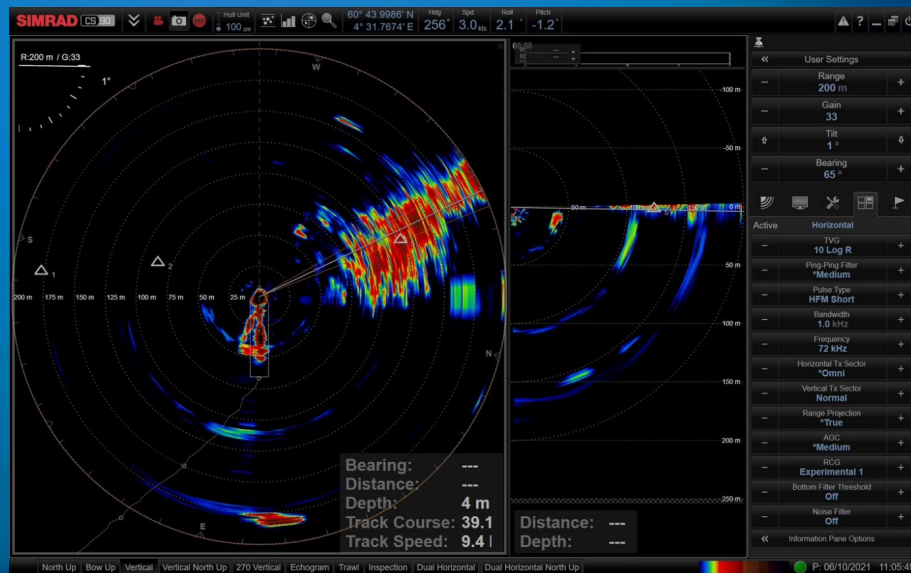 SIMRAD CS 90
Hull Unit
100 cm
60° 43.9986' N
4° 31.7674' E
Hdg
256°
Spd
3.0 kts
Roll
2.1 °
Pitch
-1.2°
R:200 m / G:33
1°
W
S
N
E
1
2
200 m 175 m 150 m 125 m 100 m 75 m 50 m 25 m
Bearing: ---
Distance: ---
Depth: 4 m
Track Course: 39.1
Track Speed: 9.4 l
00:00
-100 m
-50 m
0 m
50 m
100 m
150 m
200 m
250 m
Distance: ---
Depth: ---
User Settings
Range
200 m
Gain
33
Tilt
1 °
Bearing
65 °
Active Horizontal
TVG
10 Log R
Ping-Ping Filter
*Medium
Pulse Type
HFM Short
Bandwidth
1.0 kHz
Frequency
72 kHz
Horizontal Tx Sector
*Omni
Vertical Tx Sector
Normal
Range Projection
*True
AGC
*Medium
RCG
Experimental 1
Bottom Filter Threshold
Off
Noise Filter
Off
Information Pane Options
North Up Bow Up Vertical Vertical North Up 270 Vertical Echogram Trawl Inspection Dual Horizontal Dual Horizontal North Up
P: 06/10/2021 11:05:4